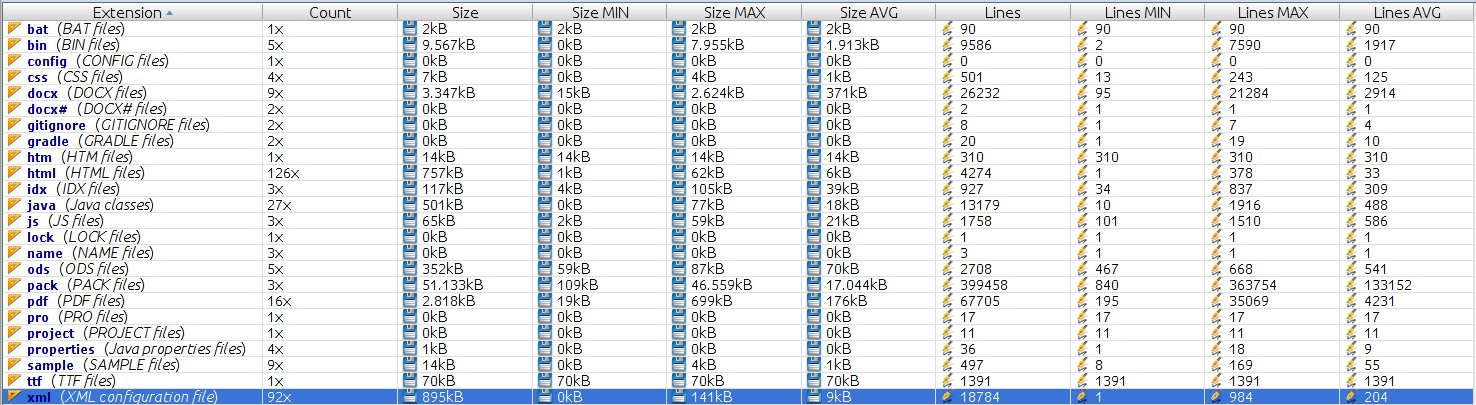 Extension Count Size Size MIN Size MAX Size AVG Lines Lines MIN Lines MAX Lines AVG
bat (BAT files) 1x 2kB 2kB 2kB 2kB 90 90 90 90
bin (BIN files) 5x 9.567kB 0kB 7.955kB 1.913kB 9586 2 7590 1917
config (CONFIG files) 1x 0kB 0kB 0kB 0kB 0 0 0 0
css (CSS files) 4x 7kB 0kB 4kB 1kB 501 13 243 125
docx (DOCX files) 9x 3.347kB 15kB 2.624kB 371kB 26232 95 21284 2914
docx# (DOCX# files) 2x 0kB 0kB 0kB 0kB 2 1 1 1
gitignore (GITIGNORE files) 2x 0kB 0kB 0kB 0kB 8 1 7 4
gradle (GRADLE files) 2x 0kB 0kB 0kB 0kB 20 1 19 10
htm (HTM files) 1x 14kB 14kB 14kB 14kB 310 310 310 310
html (HTML files) 126x 757kB 1kB 62kB 6kB 4274 1 378 33
idx (IDX files) 3x 117kB 4kB 105kB 39kB 927 34 837 309
java (Java classes) 27x 501kB 0kB 77kB 18kB 13179 10 1916 488
js (JS files) 3x 65kB 2kB 59kB 21kB 1758 101 1510 586
lock (LOCK files) 1x 0kB 0kB 0kB 0kB 1 1 1 1
name (NAME files) 3x 0kB 0kB 0kB 0kB 3 1 1 1
ods (ODS files) 5x 352kB 59kB 87kB 70kB 2708 467 668 541
pack (PACK files) 3x 51.133kB 109kB 46.559kB 17.044kB 399458 840 363754 133152
pdf (PDF files) 16x 2.818kB 19kB 699kB 176kB 67705 195 35069 4231
pro (PRO files) 1x 0kB 0kB 0kB 0kB 17 17 17 17
project (PROJECT files) 1x 0kB 0kB 0kB 0kB 11 11 11 11
properties (Java properties files) 4x 1kB 0kB 0kB 0kB 36 1 18 9
sample (SAMPLE files) 9x 14kB 0kB 4kB 1kB 497 8 169 55
ttf (TTF files) 1x 70kB 70kB 70kB 70kB 1391 1391 1391 1391
xml (XML configuration file) 92x 895kB 0kB 141kB 9kB 18784 1 984 204